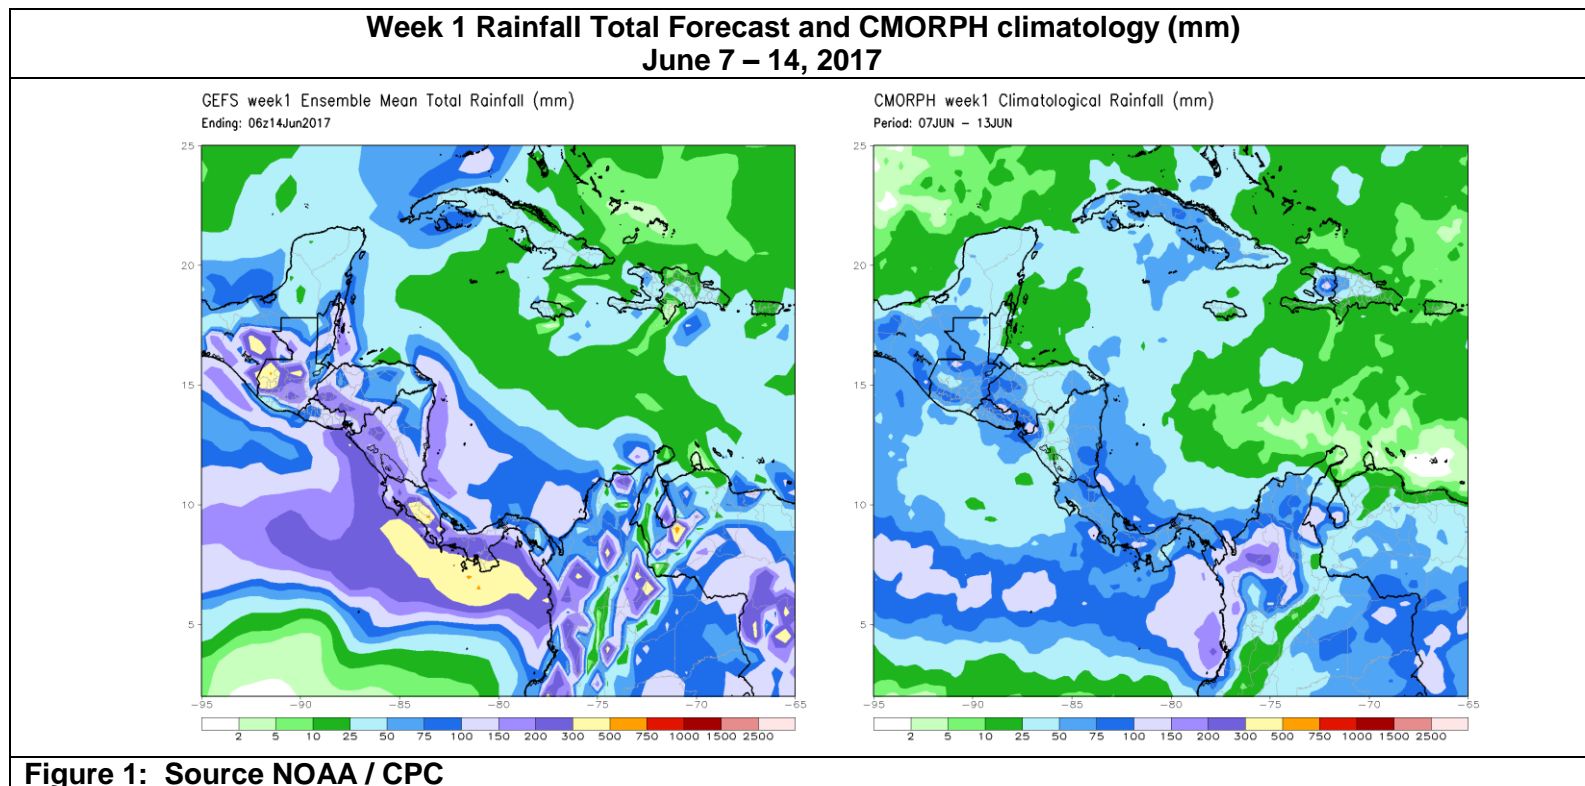 Week 1 Rainfall Total Forecast and CMORPH climatology (mm)
June 7 – 14, 2017
GEFS week1 Ensemble Mean Total Rainfall (mm)
Ending: 06z14Jun2017
25
20
15
10
5
-95 -90 -85 -80 -75 -70 -65
2 5 10 25 50 75 100 150 200 300 500 750 1000 1500 2500
CMORPH week1 Climatological Rainfall (mm)
Period: 07JUN - 13JUN
25
20
15
10
5
-95 -90 -85 -80 -75 -70 -65
2 5 10 25 50 75 100 150 200 300 500 750 1000 1500 2500
Figure 1: Source NOAA / CPC